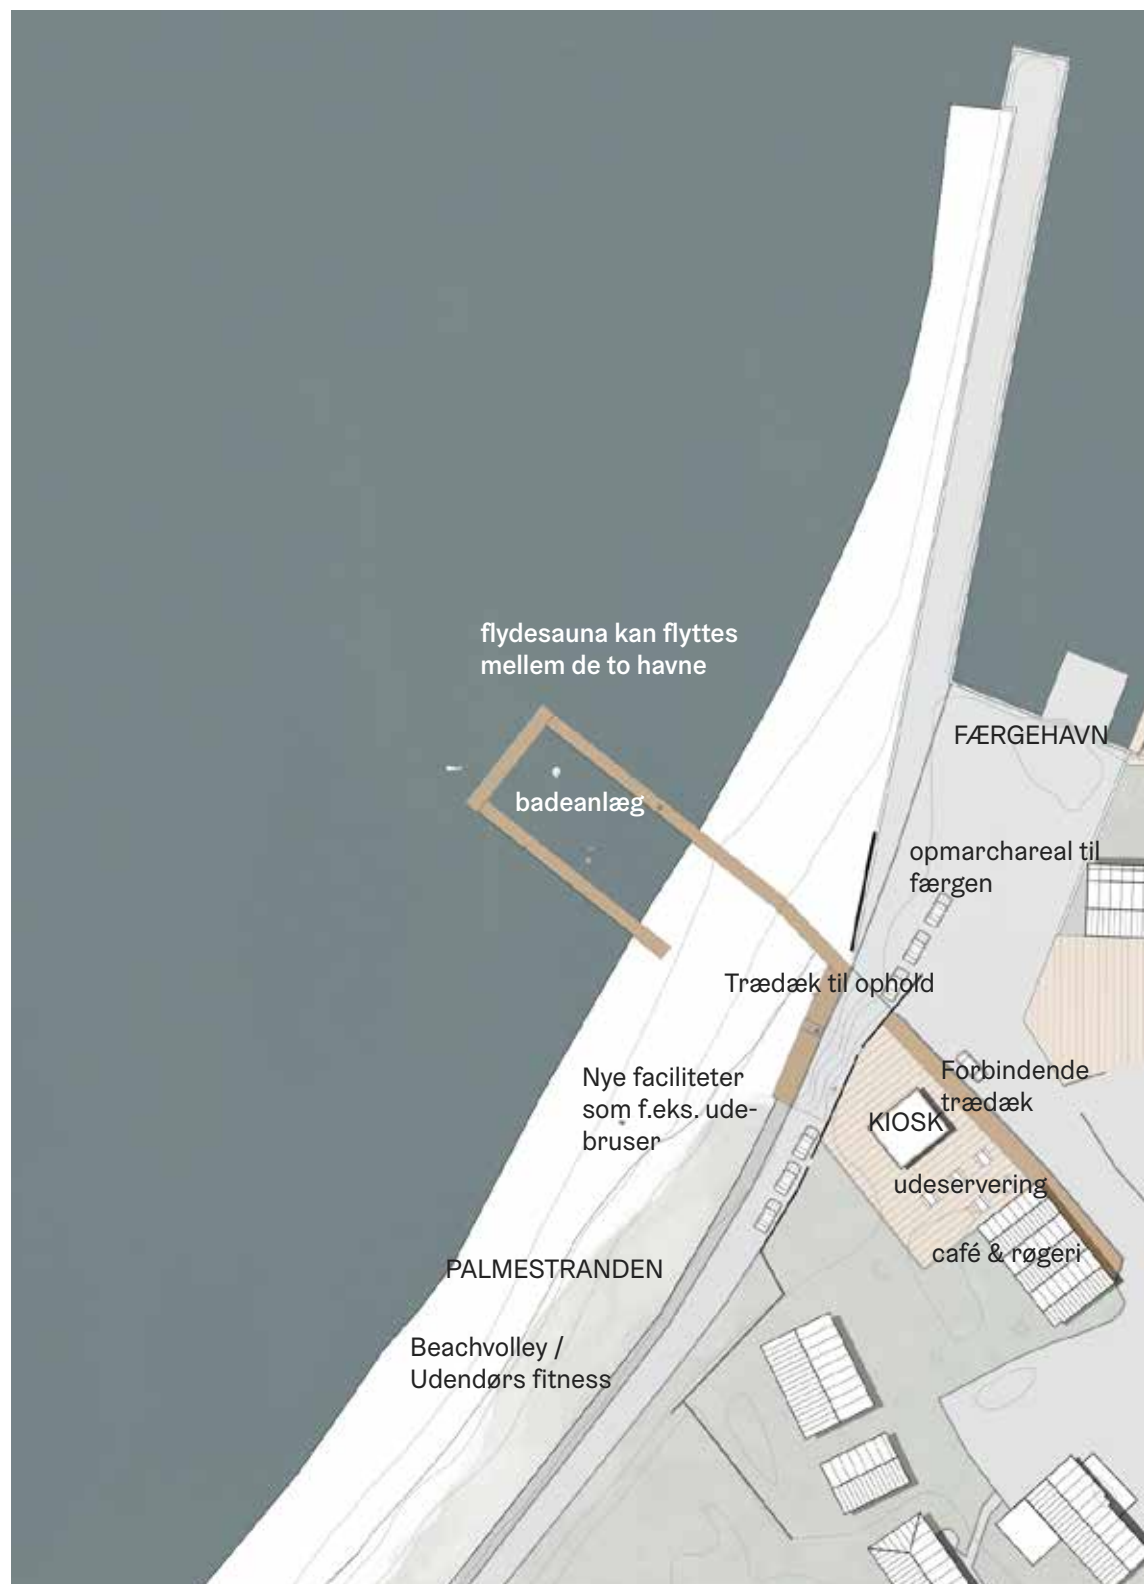 flydesauna kan flyttes
mellem de to havne
FÆRGEHAVN
badeanlæg
opmarchareal til
færgen
Trædæk til ophold
Nye faciliteter
som f.eks. ude-
bruser
Forbindende
trædæk
KIOSK
udeservering
café & røgeri
PALMESTRANDEN
Beachvolley /
Udendørs fitness